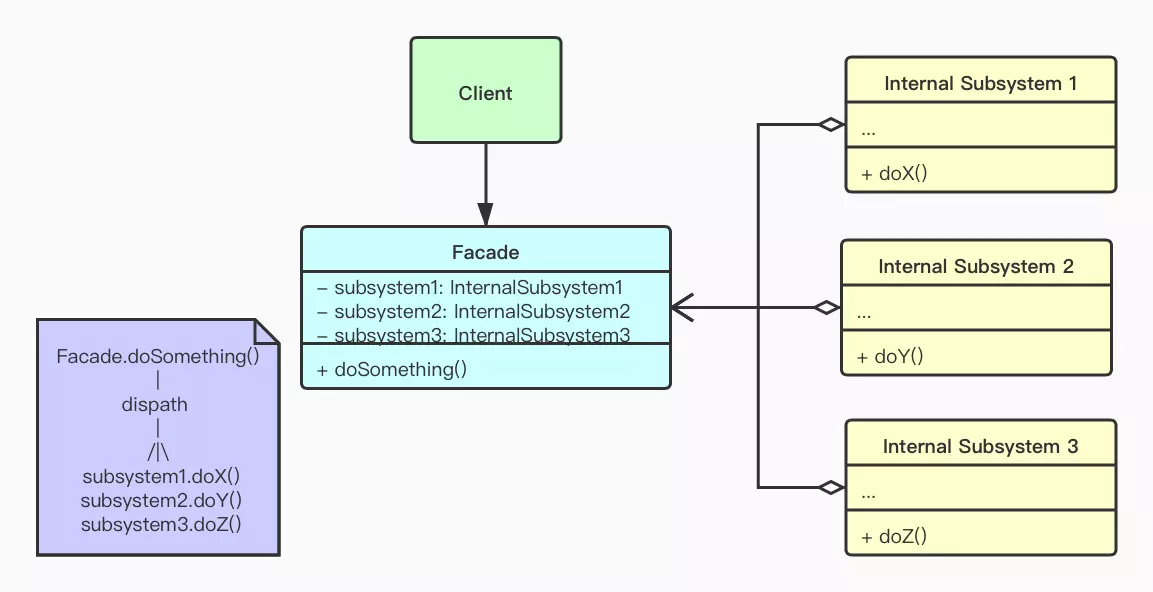 Client
Facade
– subsystem1: InternalSubsystem1
– subsystem2: InternalSubsystem2
– subsystem3: InternalSubsystem3
+ doSomething()
Internal Subsystem 1
...
+ doX()
Internal Subsystem 2
...
+ doY()
Internal Subsystem 3
...
+ doZ()
Facade.doSomething()
|
dispath
|
/|\
subsystem1.doX()
subsystem2.doY()
subsystem3.doZ()